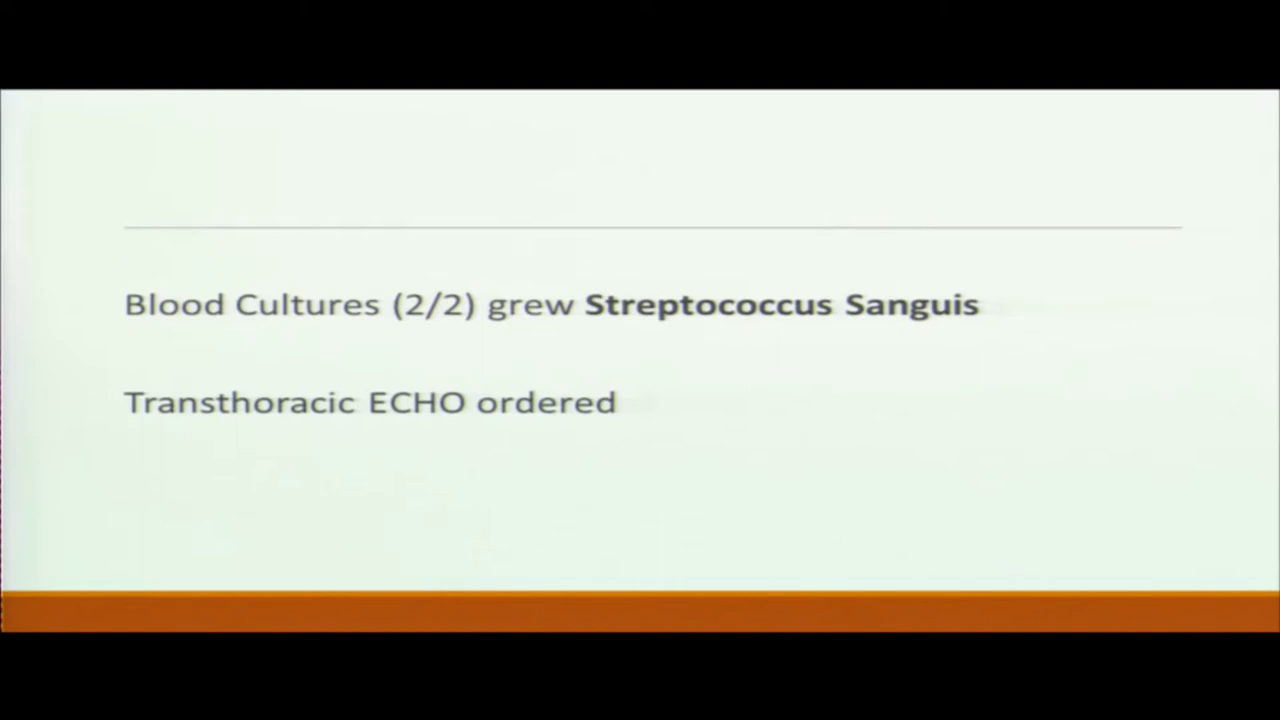 Blood Cultures (2/2) grew Streptococcus Sanguis
Transthoracic ECHO ordered